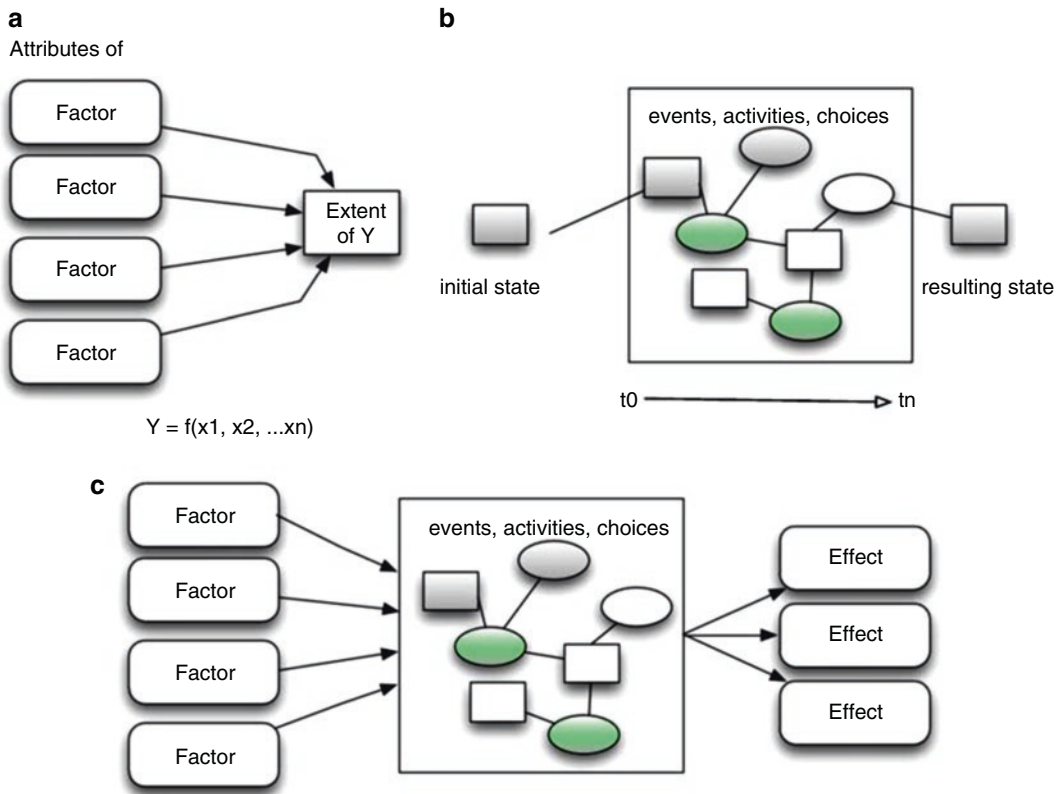 a
Attributes of
Factor
Factor
Factor
Factor
Extent
of Y
Y = f(x1, x2, ...xn)
b
events, activities, choices
initial state
resulting state
t0
tn
c
Factor
Factor
Factor
Factor
events, activities, choices
Effect
Effect
Effect